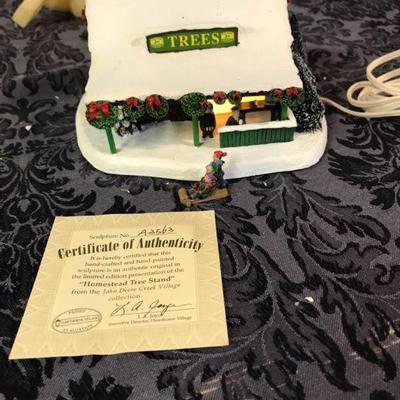 TREES
Sculpture No. A2563
Certificate of Authenticity
It is hereby certified that this
hand-crafted and hand-painted
sculpture is an authentic original in
the limited edition presentation of the
"Homestead Tree Stand"
from the John Deere Creek Village
collection.
Executive Director, Hawthorne Village